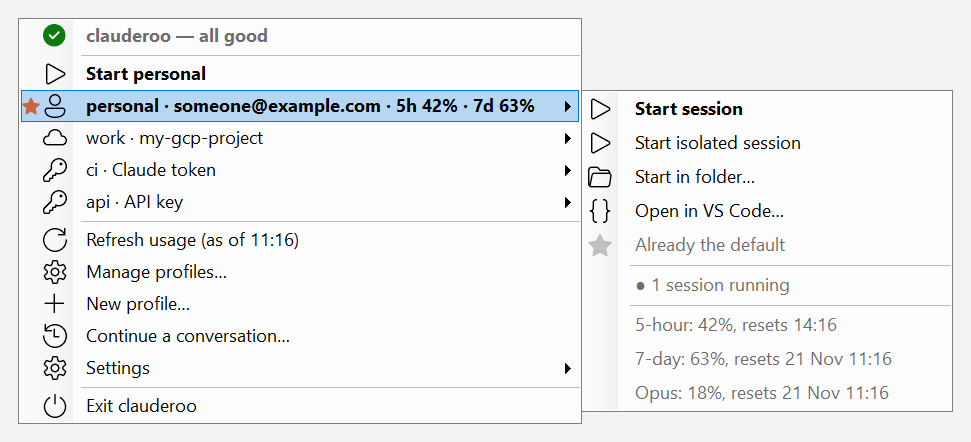 clauderoo — all good
Start personal
personal · someone@example.com · 5h 42% · 7d 63%
work · my-gcp-project
ci · Claude token
api · API key
Refresh usage (as of 11:16)
Manage profiles...
New profile...
Continue a conversation...
Settings
Exit clauderoo
Start session
Start isolated session
Start in folder...
Open in VS Code...
Already the default
● 1 session running
5-hour: 42%, resets 14:16
7-day: 63%, resets 21 Nov 11:16
Opus: 18%, resets 21 Nov 11:16